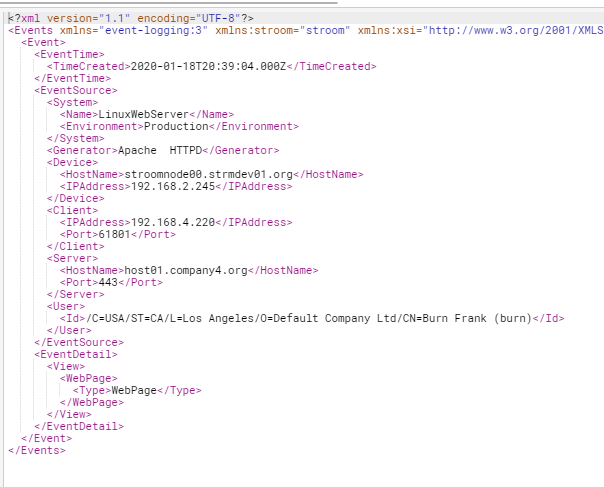 <?xml version="1.1" encoding="UTF-8"?>
<Events xmlns="event-logging:3" xmlns:stroom="stroom" xmlns:xsi="http://www.w3.org/2001/XMLS
<Event>
<EventTime>
<TimeCreated>2020-01-18T20:39:04.000Z</TimeCreated>
</EventTime>
<EventSource>
<System>
<Name>LinuxWebServer</Name>
<Environment>Production</Environment>
</System>
<Generator>Apache  HTTPD</Generator>
<Device>
<HostName>stroomnode00.strmdev01.org</HostName>
<IPAddress>192.168.2.245</IPAddress>
</Device>
<Client>
<IPAddress>192.168.4.220</IPAddress>
<Port>61801</Port>
</Client>
<Server>
<HostName>host01.company4.org</HostName>
<Port>443</Port>
</Server>
<User>
<Id>/C=USA/ST=CA/L=Los Angeles/O=Default Company Ltd/CN=Burn Frank (burn)</Id>
</User>
</EventSource>
<EventDetail>
<View>
<WebPage>
<Type>WebPage</Type>
</WebPage>
</View>
</EventDetail>
</Event>
</Events>